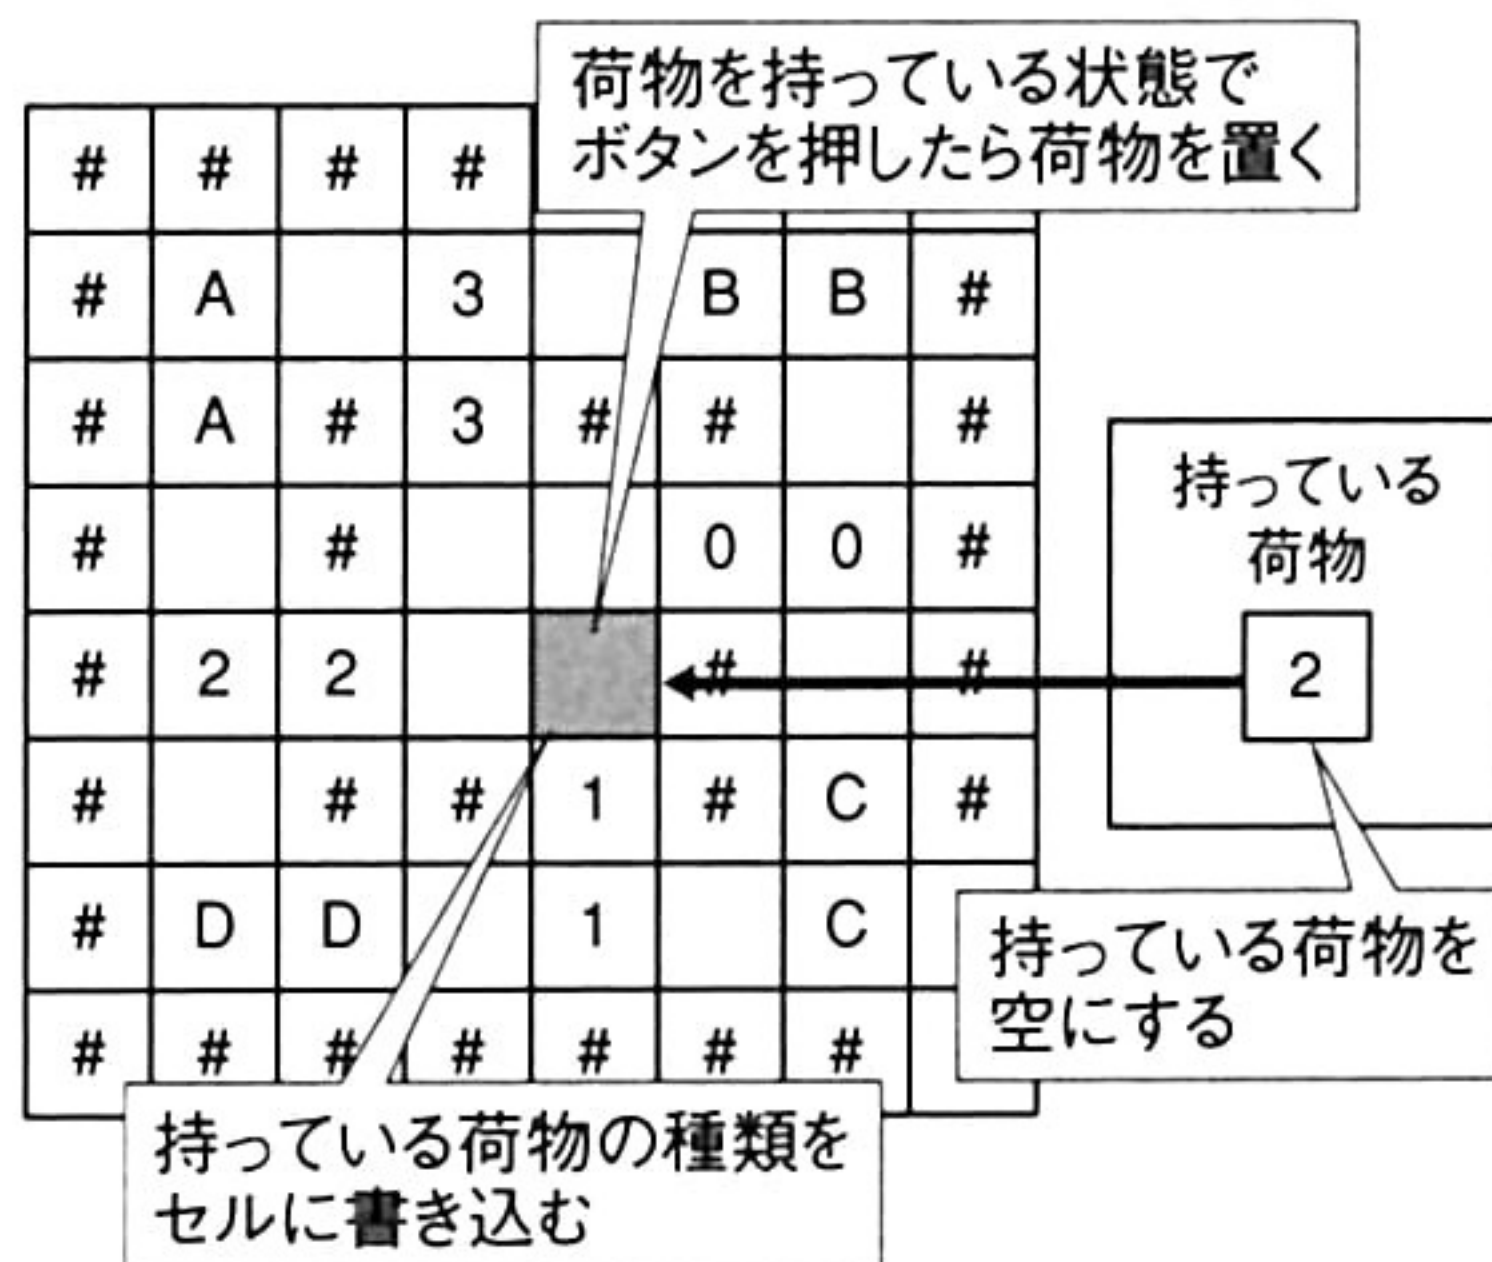 荷物を持っている状態で
ボタンを押したら荷物を置く
# # # #
# A 3 B B #
# A # 3 # # #
# # 0 0 #
# 2 2 # #
# # # 1 # C #
# D D 1 C
# # # # # # #
持っている
荷物
2
持っている荷物を
空にする
持っている荷物の種類を
セルに書き込む